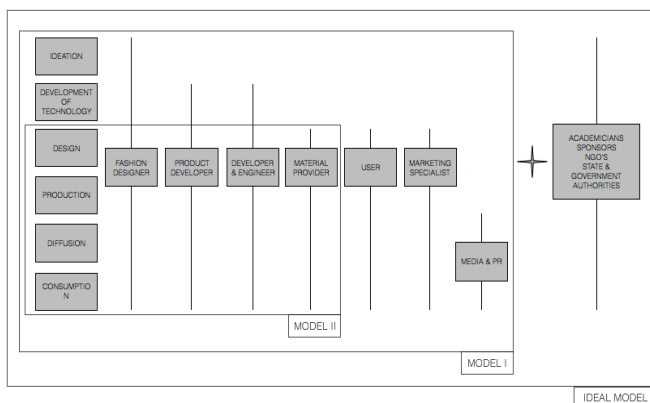 IDEATION
DEVELOPMENT
OF
TECHNOLOGY
DESIGN
PRODUCTION
DIFFUSION
CONSUMPTIO
N
FASHION
DESIGNER
PRODUCT
DEVELOPER
DEVELOPER
& ENGINEER
MATERIAL
PROVIDER
USER
MARKETING
SPECIALIST
MEDIA & PR
ACADEMICIANS
SPONSORS
NGO'S
STATE &
GOVERNMENT
AUTHORITIES
MODEL II
MODEL I
IDEAL MODEL